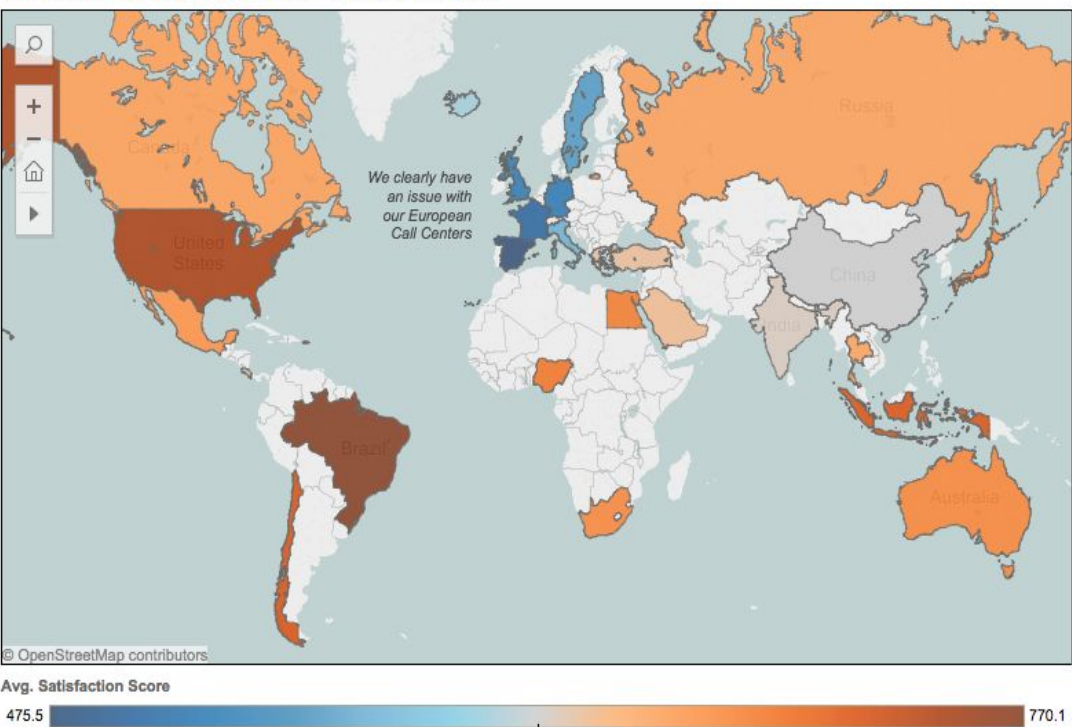 Russia
Canada
We clearly have
an issue with
our European
Call Centers
United
States
China
India
Brazil
Australia
© OpenStreetMap contributors
Avg. Satisfaction Score
475.5
770.1